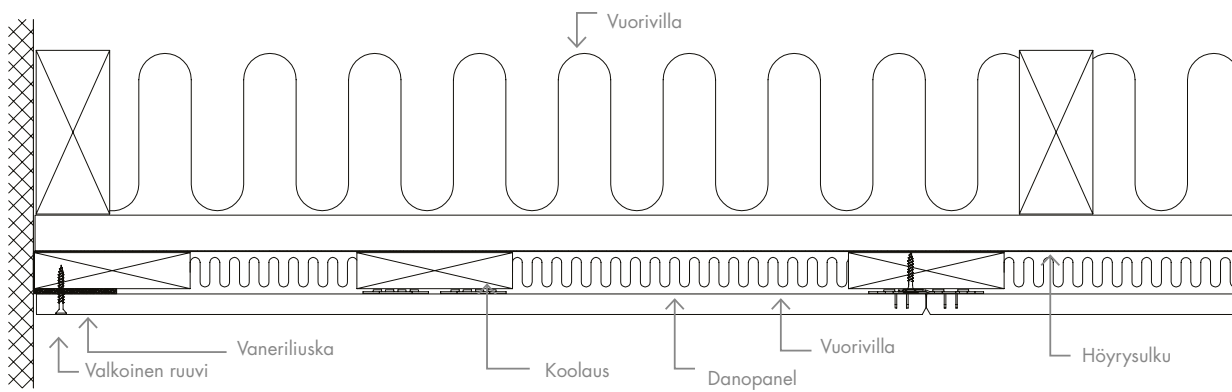 Vuorivilla
Vaneriliuska
Valkoinen ruuvi
Koolaus
Danopanel
Vuorivilla
Höyrysulku